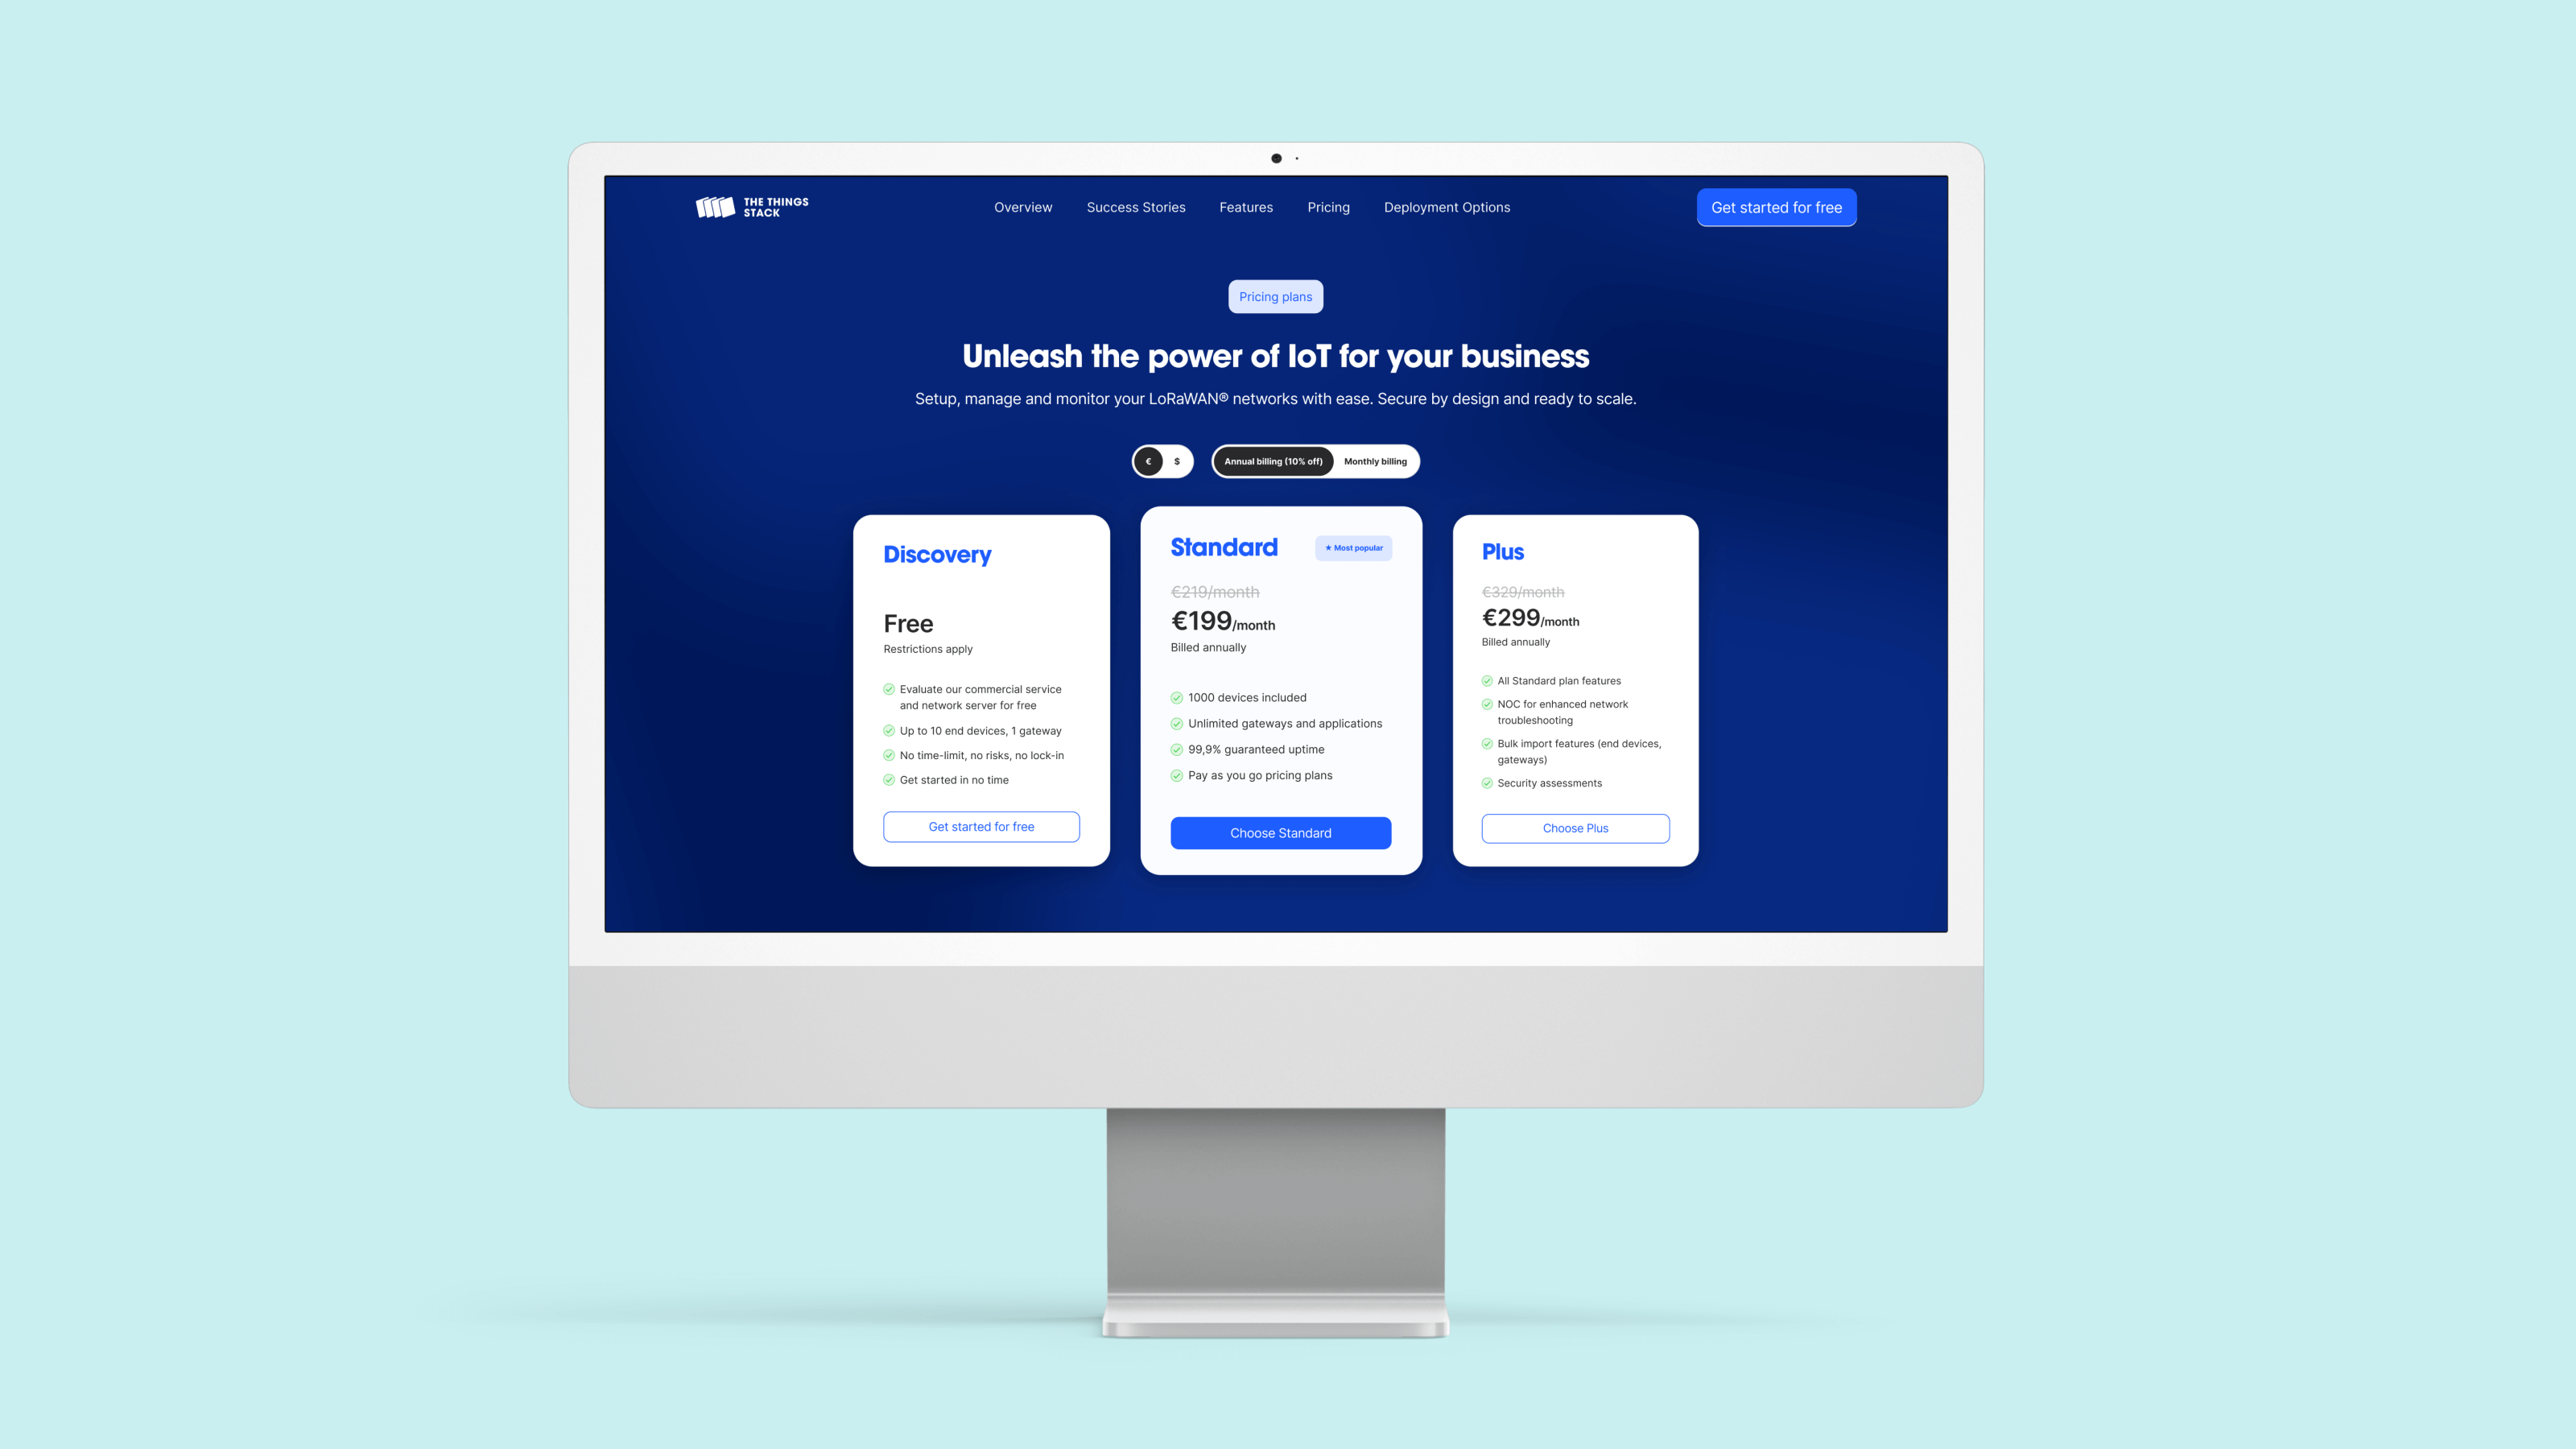 THE THINGS
STACK
Overview
Success Stories
Features
Pricing
Deployment Options
Get started for free
Pricing plans
Unleash the power of IoT for your business
Setup, manage and monitor your LoRaWAN® networks with ease. Secure by design and ready to scale.
€ $
Annual billing (10% off) Monthly billing
Discovery
Free
Restrictions apply
Evaluate our commercial service
and network server for free
Up to 10 end devices, 1 gateway
No time-limit, no risks, no lock-in
Get started in no time
Get started for free
Standard
★ Most popular
€219/month
€199/month
Billed annually
1000 devices included
Unlimited gateways and applications
99,9% guaranteed uptime
Pay as you go pricing plans
Choose Standard
Plus
€329/month
€299/month
Billed annually
All Standard plan features
NOC for enhanced network
troubleshooting
Bulk import features (end devices,
gateways)
Security assessments
Choose Plus